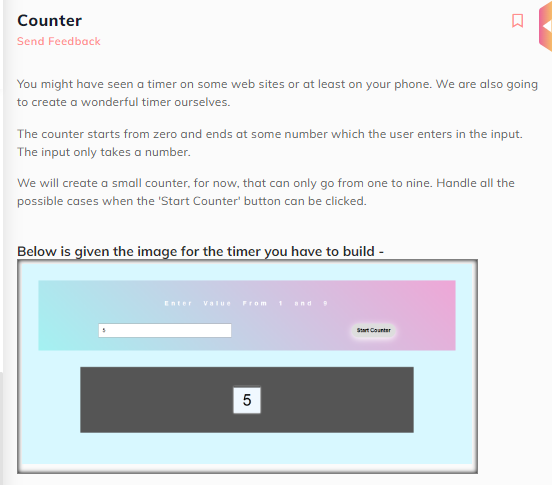 Counter
Send Feedback
You might have seen a timer on some web sites or at least on your phone. We are also going
to create a wonderful timer ourselves.
The counter starts from zero and ends at some number which the user enters in the input.
The input only takes a number.
We will create a small counter, for now, that can only go from one to nine. Handle all the
possible cases when the 'Start Counter' button can be clicked.
Below is given the image for the timer you have to build -
Enter Value From 1 and 9
5
Start Counter
5